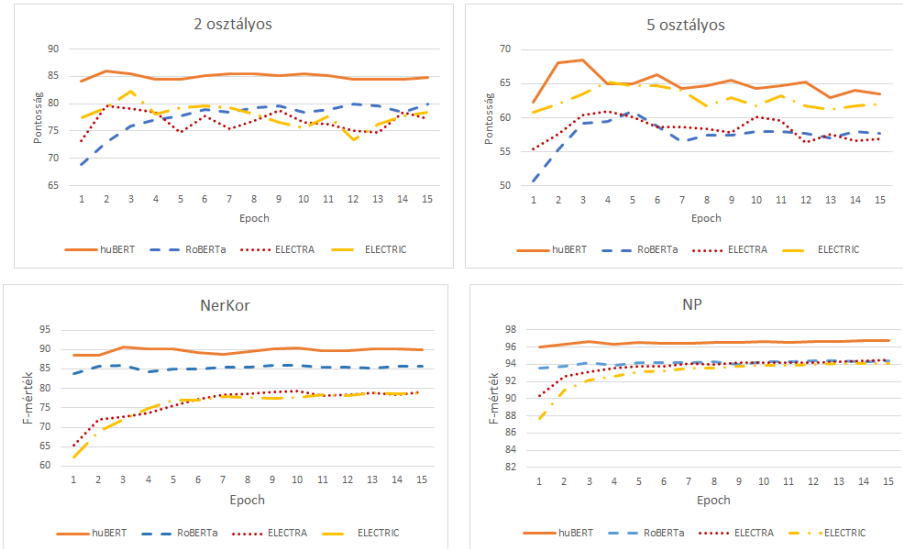 2 osztályos
Pontosság
90
85
80
75
70
65
1 2 3 4 5 6 7 8 9 10 11 12 13 14 15
Epoch
huBERT RoBERTa ELECTRA ELECTRIC
5 osztályos
Pontosság
70
65
60
55
50
1 2 3 4 5 6 7 8 9 10 11 12 13 14 15
Epoch
huBERT RoBERTa ELECTRA ELECTRIC
NerKor
F-mérték
95
90
85
80
75
70
65
60
1 2 3 4 5 6 7 8 9 10 11 12 13 14 15
Epoch
huBERT RoBERTa ELECTRA ELECTRIC
NP
F-mérték
98
96
94
92
90
88
86
84
82
1 2 3 4 5 6 7 8 9 10 11 12 13 14 15
Epoch
huBERT RoBERTa ELECTRA ELECTRIC